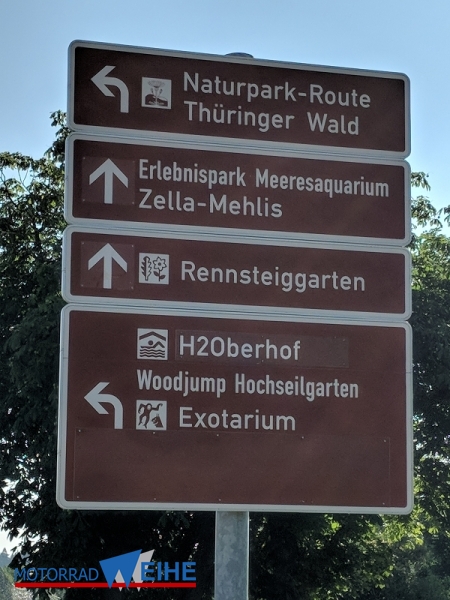 Naturpark-Route
Thüringer Wald
Erlebnispark Meeresaquarium
Zella-Mehlis
Rennsteiggarten
H2Oberhof
Woodjump Hochseilgarten
Exotarium
MOTORRAD WEIHE